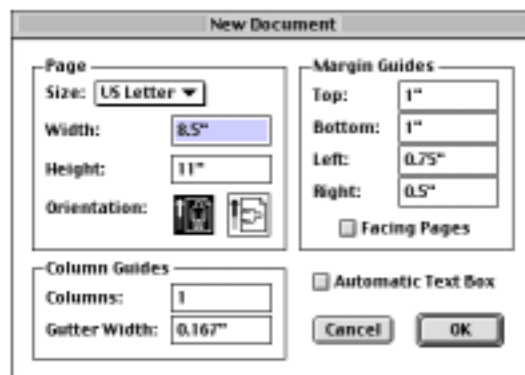 New Document
Page
Size: US Letter
Width: 8.5"
Height: 11"
Orientation:
Margin Guides
Top: 1"
Bottom: 1"
Left: 0.75"
Right: 0.5"
Facing Pages
Column Guides
Columns: 1
Gutter Width: 0.167"
Automatic Text Box
Cancel OK